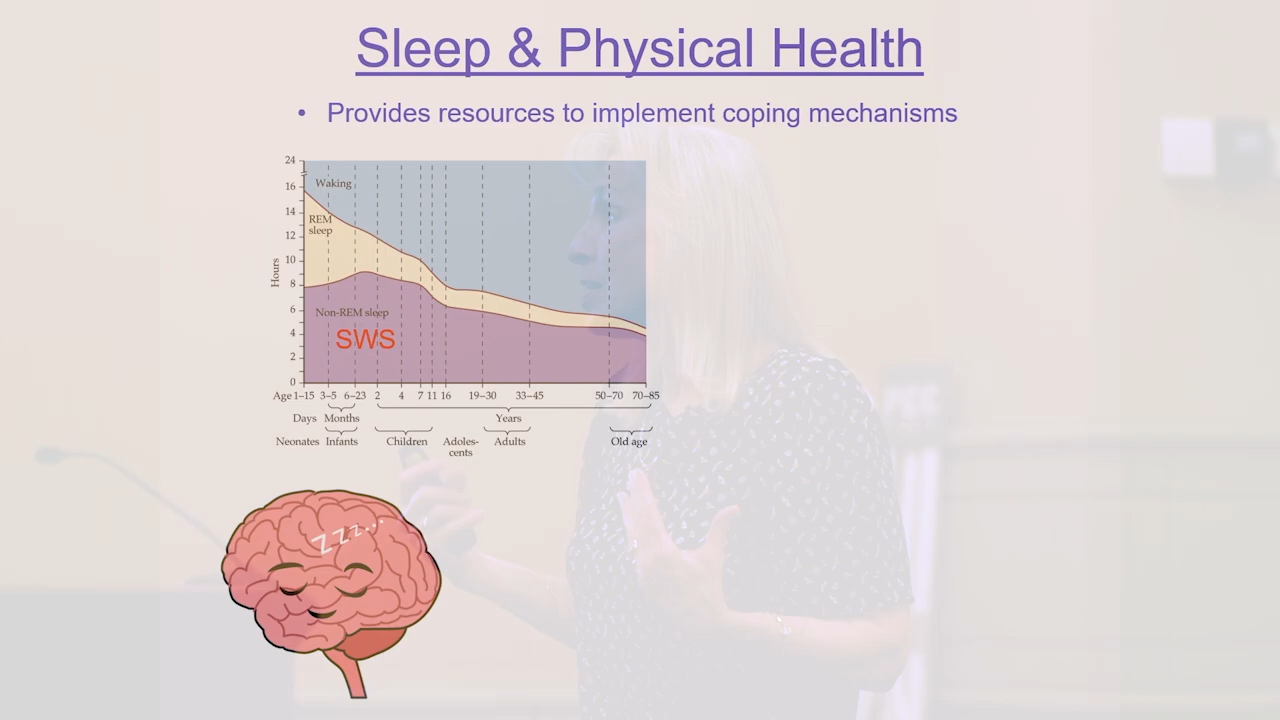 Sleep & Physical Health
• Provides resources to implement coping mechanisms
24
16
14
12
10
8
6
4
2
0
Hours
Waking
REM
sleep
Non-REM sleep
SWS
Age 1–15 3–5 6–23 2 4 7 11 16 19–30 33–45 50–70 70–85
Days Months Years
Neonates Infants Children Adoles- Adults Old age
cents
zzz...